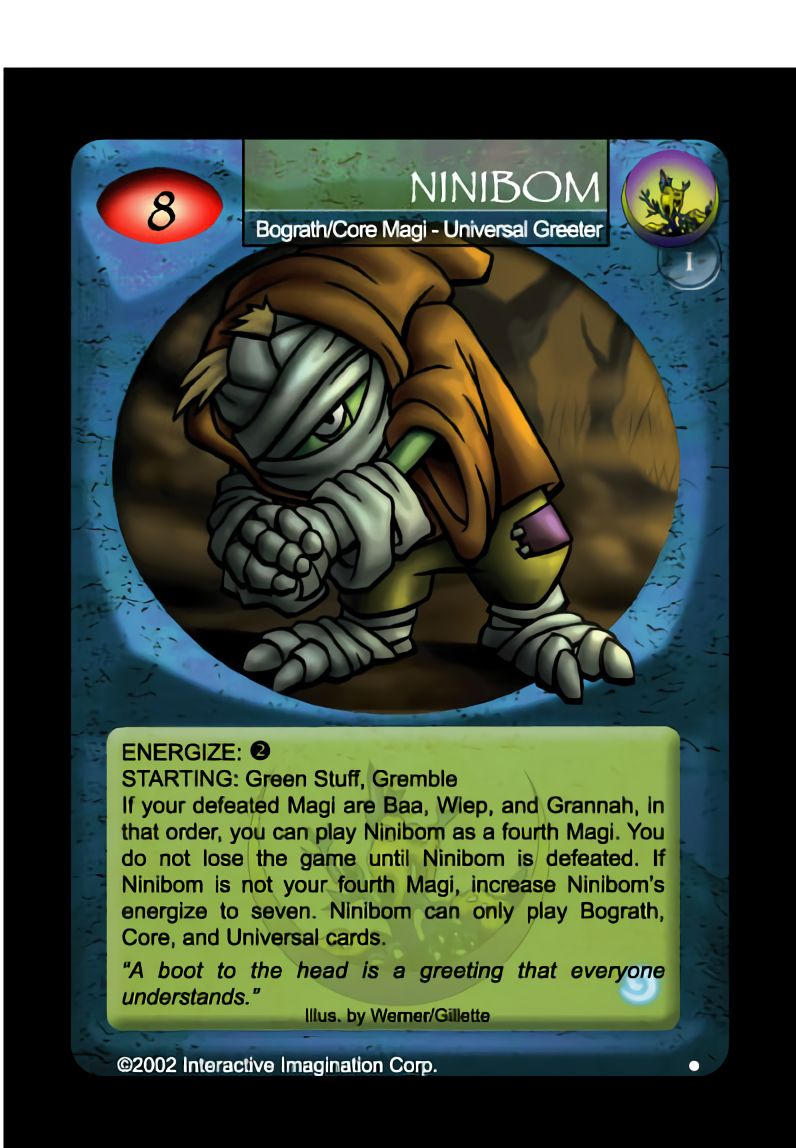 8
NINIBOM
Bograth/Core Magi - Universal Greeter
I
ENERGIZE: ❷
STARTING: Green Stuff, Gremble
If your defeated Magi are Baa, Wiep, and Grannah, in
that order, you can play Ninibom as a fourth Magi. You
do not lose the game until Ninibom is defeated. If
Ninibom is not your fourth Magi, increase Ninibom's
energize to seven. Ninibom can only play Bograth,
Core, and Universal cards.
"A boot to the head is a greeting that everyone
understands."
Illus. by Werner/Gillette
©2002 Interactive Imagination Corp.